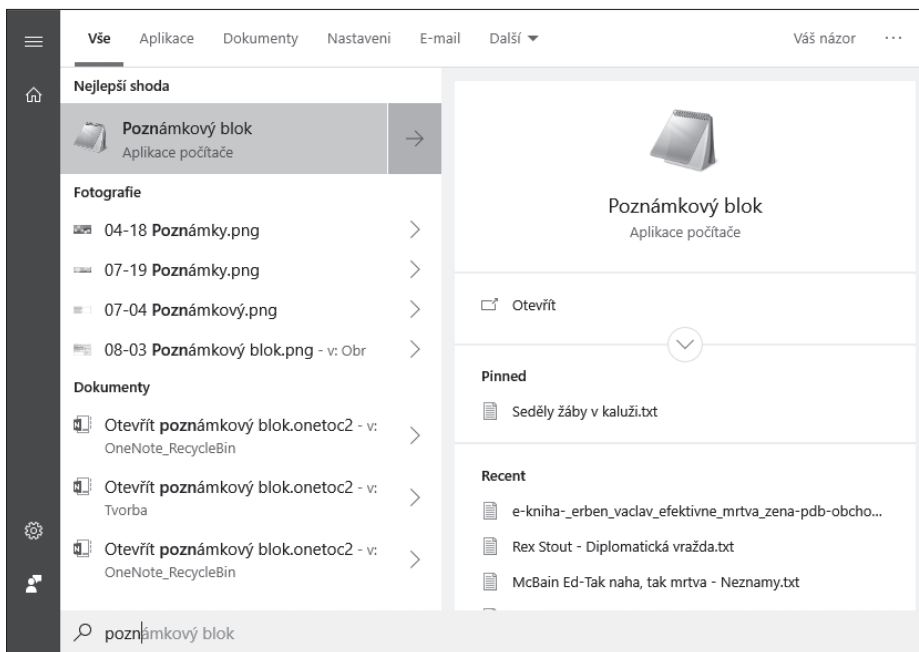 Vše Aplikace Dokumenty Nastaveni E-mail Další Váš názor ...
Nejlepší shoda
Poznámkový blok
Aplikace počítače
Fotografie
04-18 Poznámky.png
07-19 Poznámky.png
07-04 Poznámkový.png
08-03 Poznámkový blok.png - v: Obr
Dokumenty
Otevřít poznámkový blok.onetoc2 - v:
OneNote_RecycleBin
Otevřít poznámkový blok.onetoc2 - v:
Tvorba
Otevřít poznámkový blok.onetoc2 - v:
OneNote_RecycleBin
Poznámkový blok
Aplikace počítače
Otevřít
Pinned
Seděly žáby v kaluži.txt
Recent
e-kniha-_erben_vaclav_efektivne_mrtva_zena-pdb-obcho...
Rex Stout - Diplomatická vražda.txt
McBain Ed-Tak naha, tak mrtva - Neznamy.txt
poznámkový blok